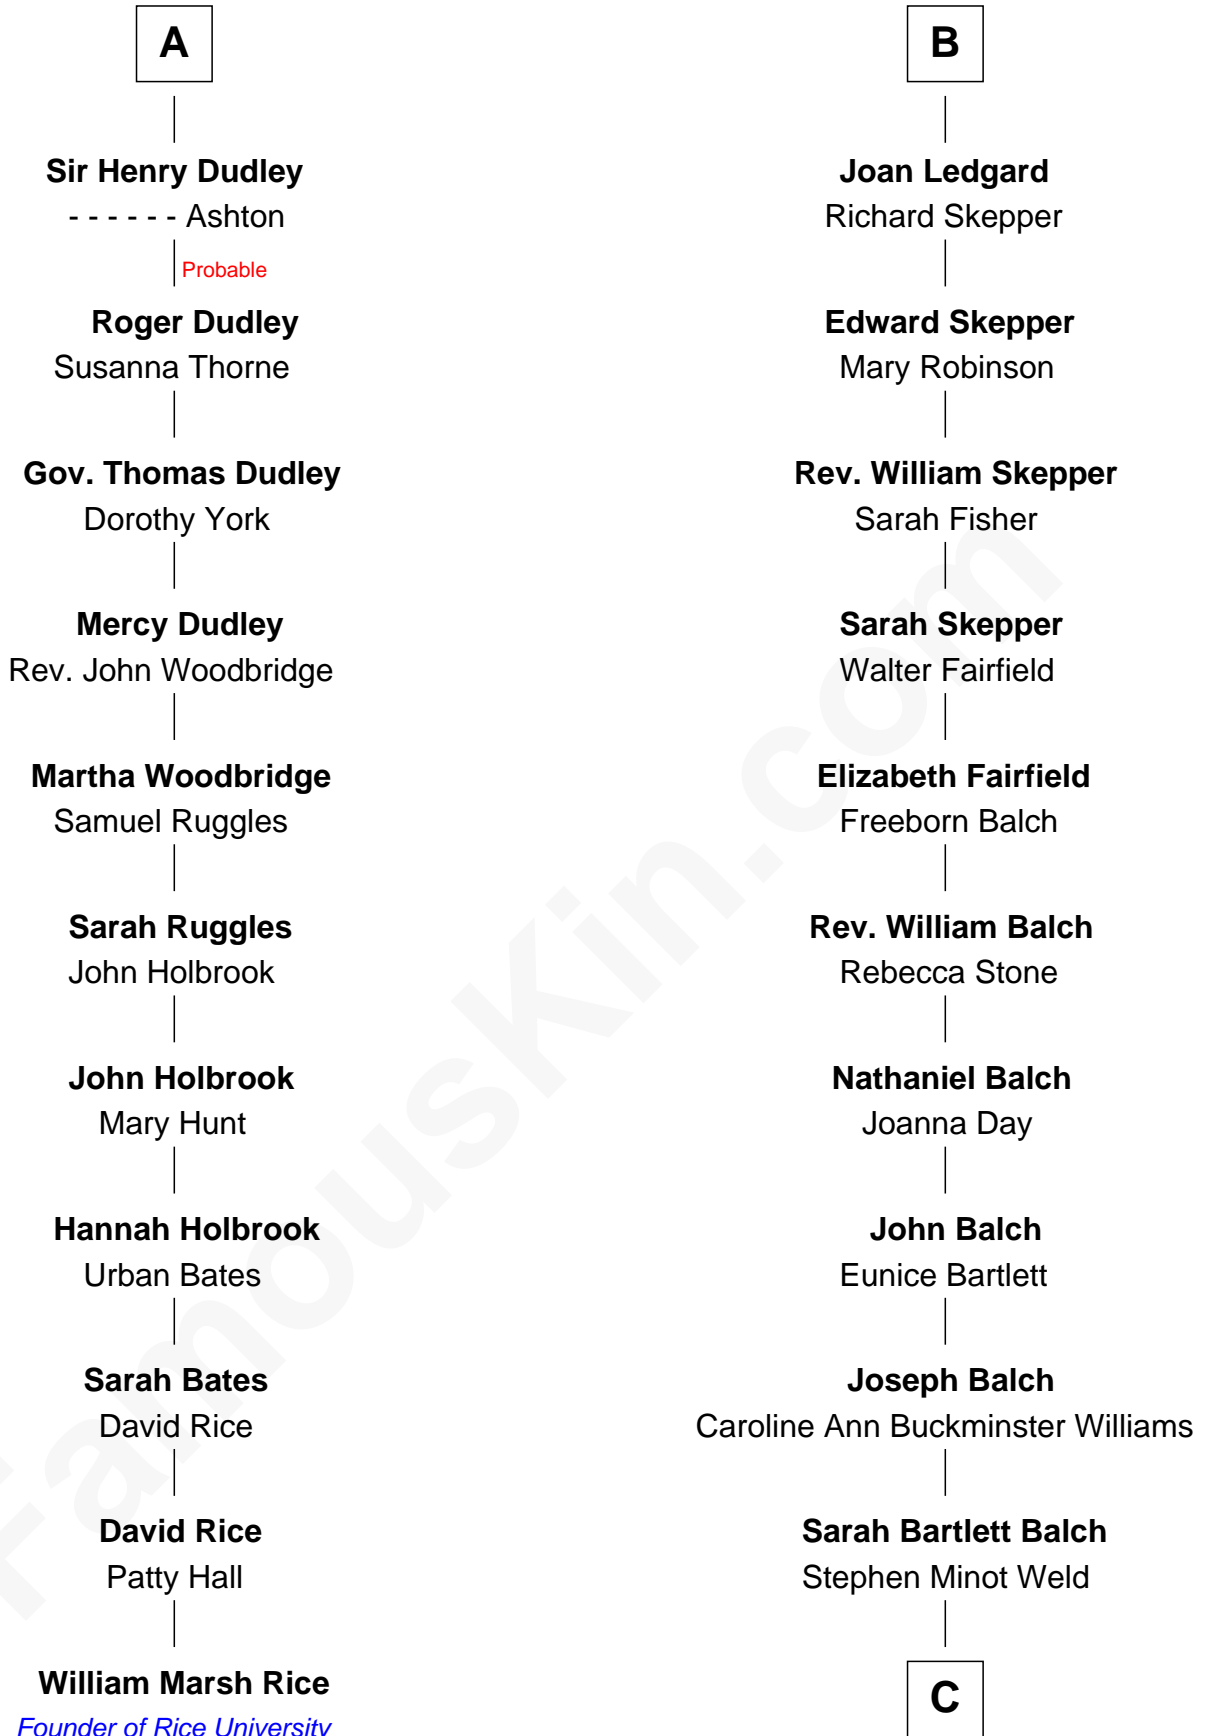 A
Sir Henry Dudley
- - - - - - Ashton
Probable
Roger Dudley
Susanna Thorne
Gov. Thomas Dudley
Dorothy York
Mercy Dudley
Rev. John Woodbridge
Martha Woodbridge
Samuel Ruggles
Sarah Ruggles
John Holbrook
John Holbrook
Mary Hunt
Hannah Holbrook
Urban Bates
Sarah Bates
David Rice
David Rice
Patty Hall
William Marsh Rice
Founder of Rice University
B
Joan Ledgard
Richard Skepper
Edward Skepper
Mary Robinson
Rev. William Skepper
Sarah Fisher
Sarah Skepper
Walter Fairfield
Elizabeth Fairfield
Freeborn Balch
Rev. William Balch
Rebecca Stone
Nathaniel Balch
Joanna Day
John Balch
Eunice Bartlett
Joseph Balch
Caroline Ann Buckminster Williams
Sarah Bartlett Balch
Stephen Minot Weld
C
FamousKin.com